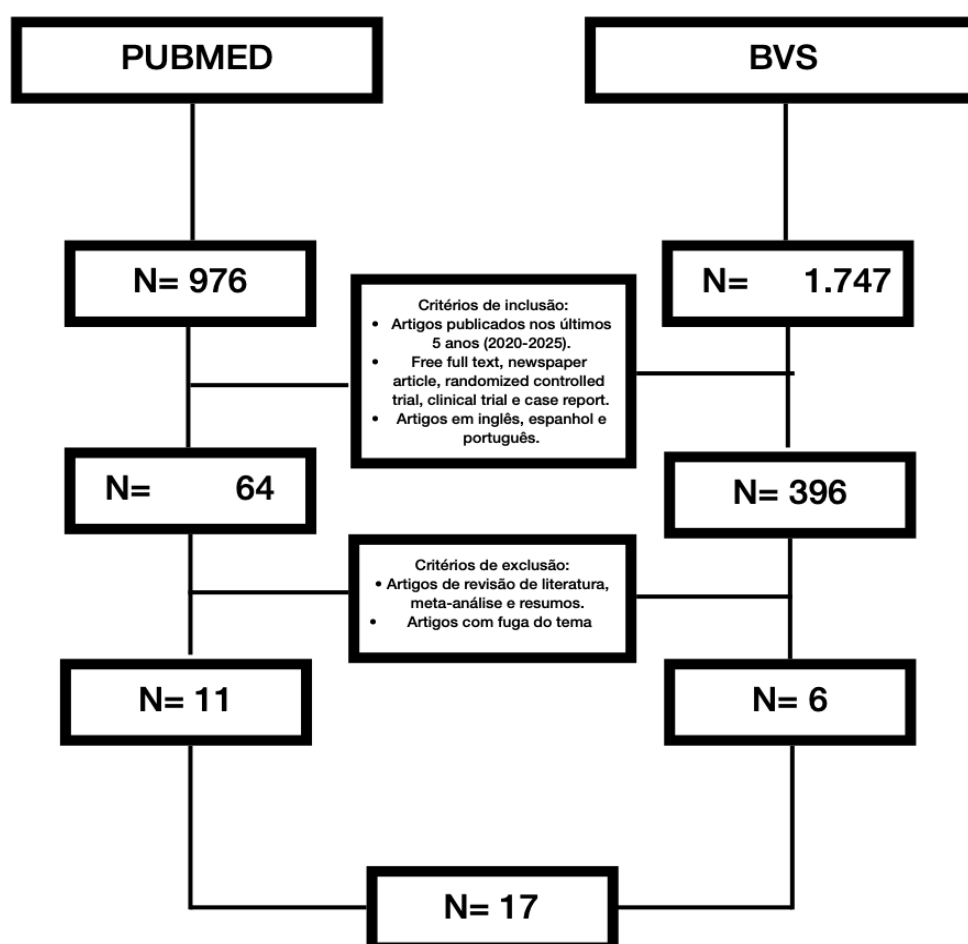 PUBMED
BVS
N= 976
N= 1.747
Critérios de inclusão:
• Artigos publicados nos últimos
5 anos (2020-2025).
• Free full text, newspaper
article, randomized controlled
trial, clinical trial e case report.
• Artigos em inglês, espanhol e
português.
N= 64
N= 396
Critérios de exclusão:
• Artigos de revisão de literatura,
meta-análise e resumos.
• Artigos com fuga do tema
N= 11
N= 6
N= 17